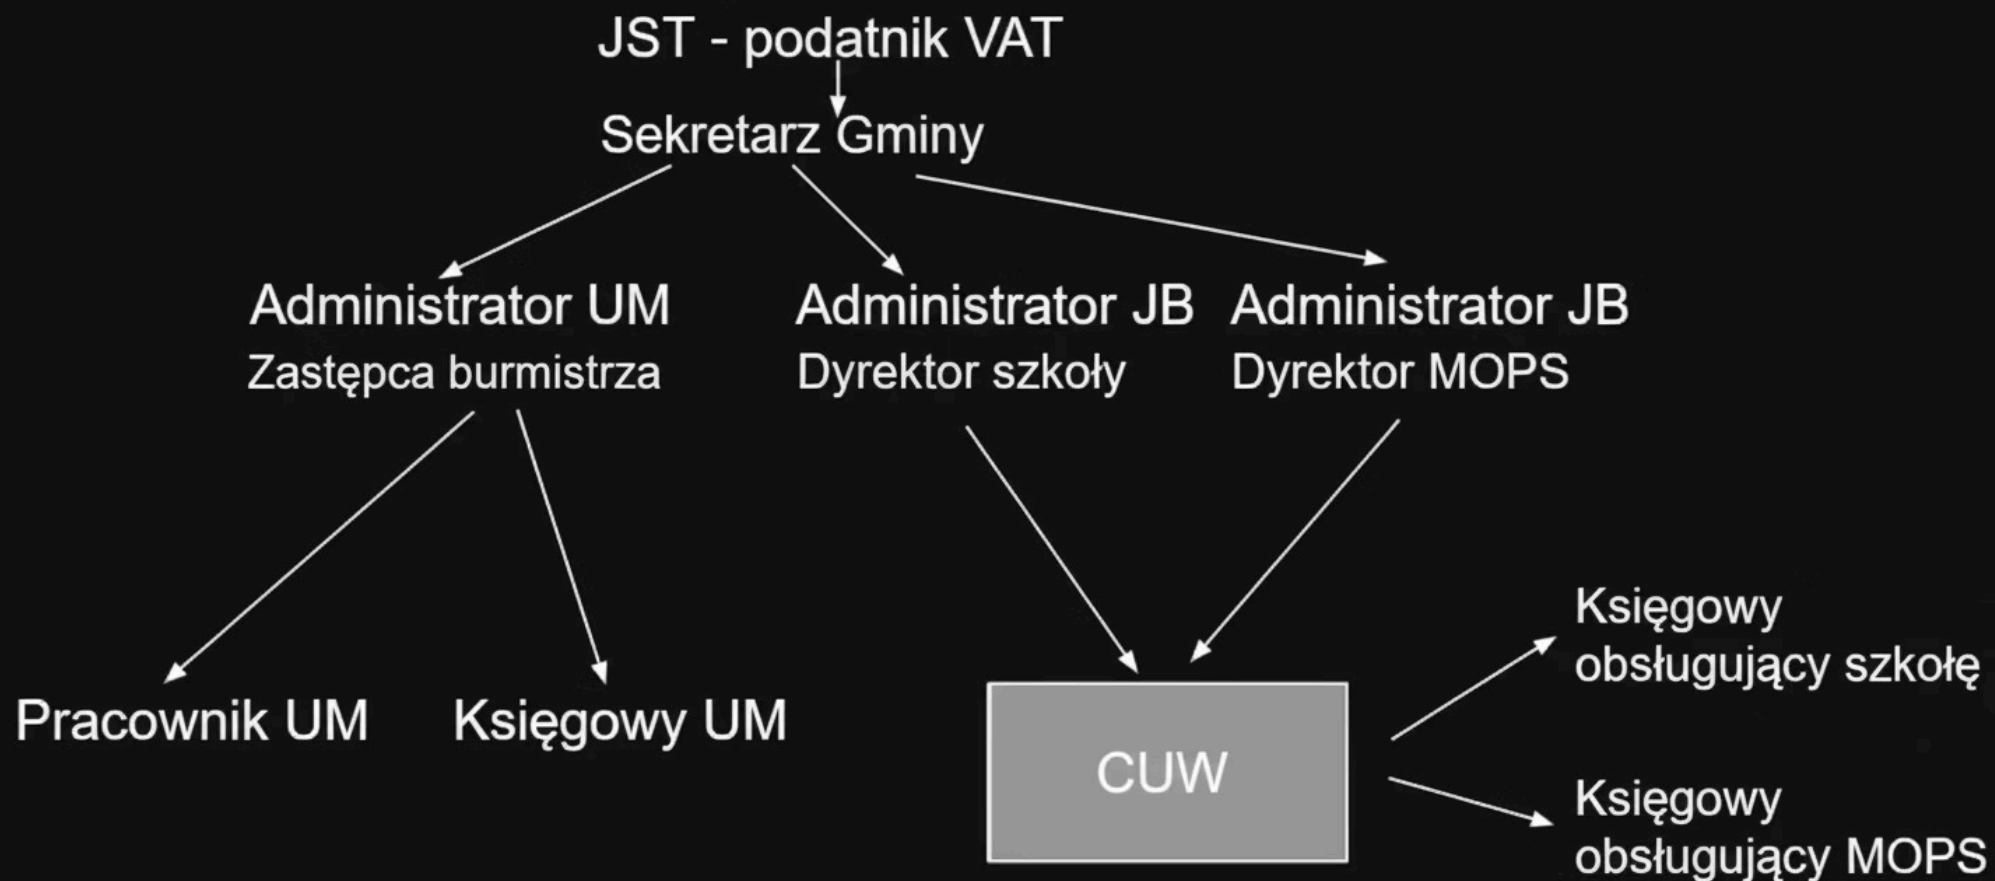 JST - podatnik VAT
Sekretarz Gminy
Administrator UM
Zastępca burmistrza
Administrator JB
Dyrektor szkoły
Administrator JB
Dyrektor MOPS
Pracownik UM
Księgowy UM
CUW
Księgowy
obsługujący szkołę
Księgowy
obsługujący MOPS